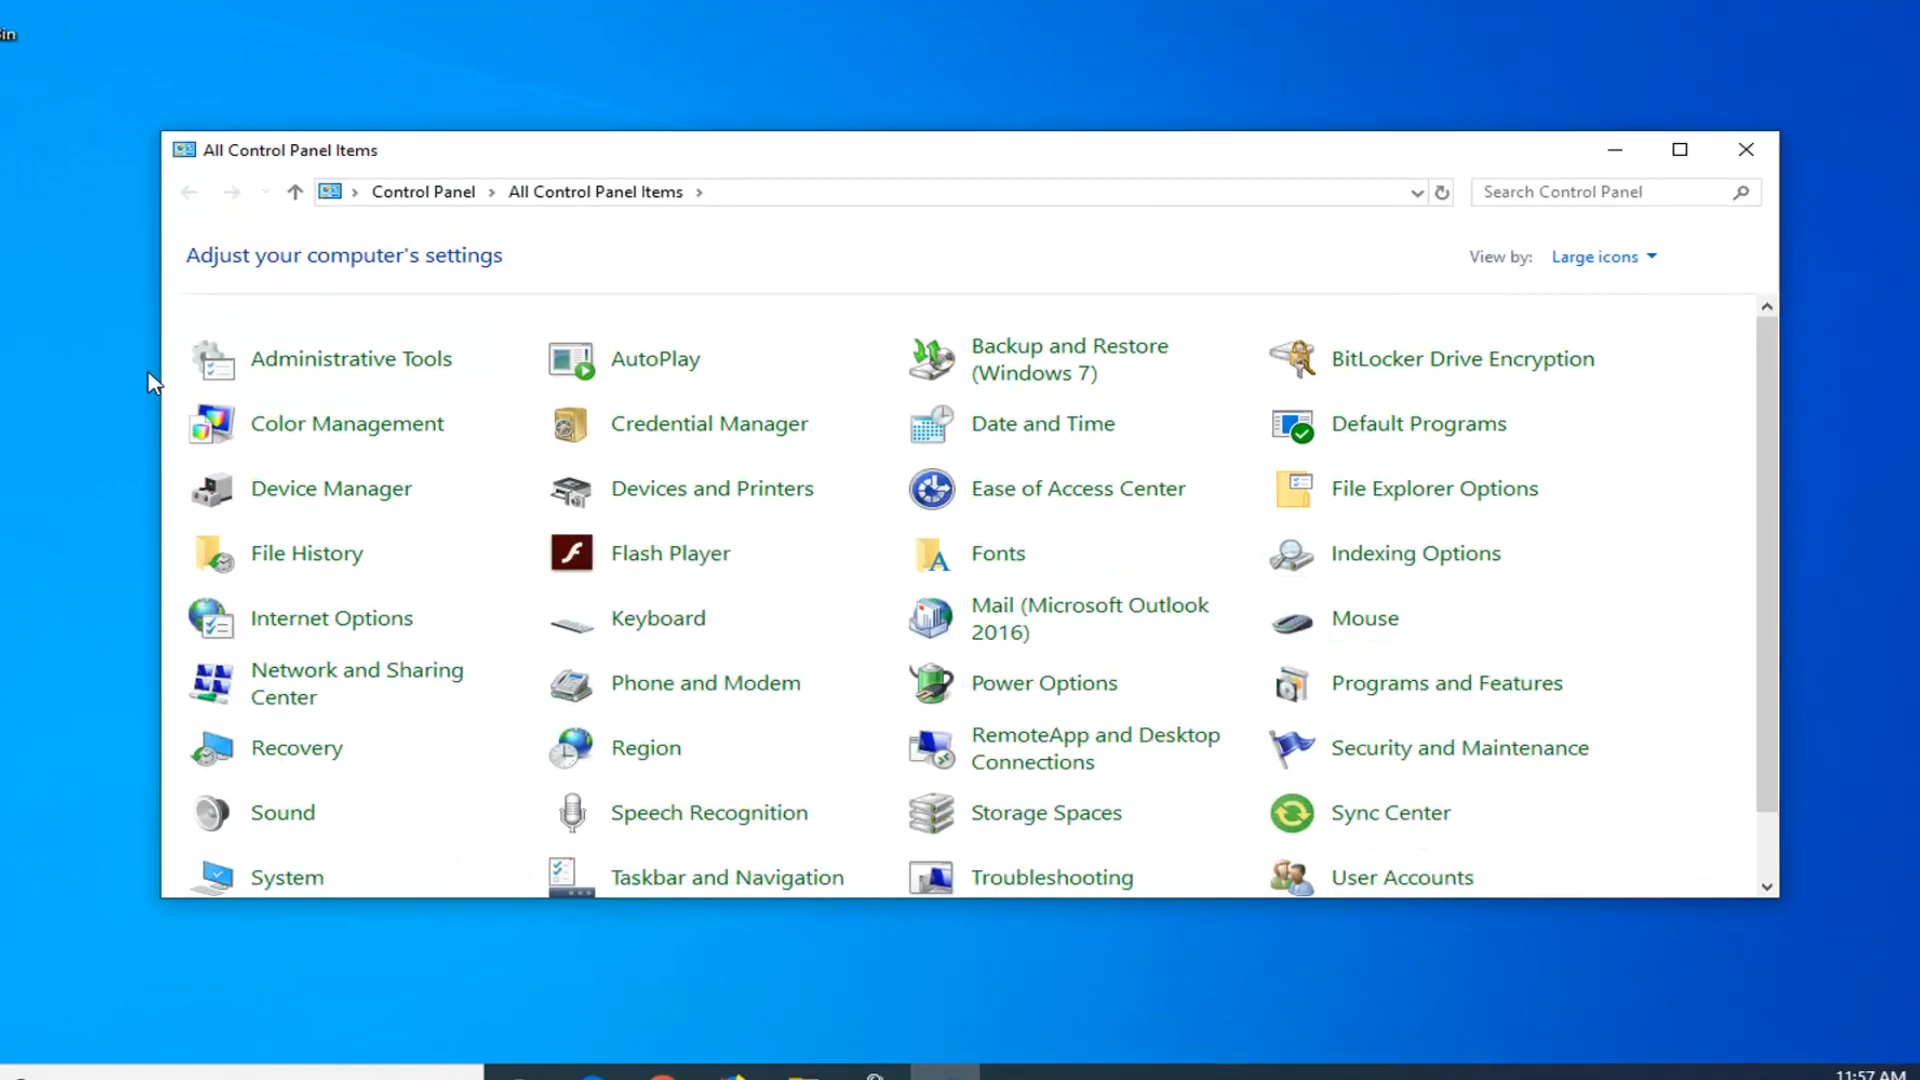 in
All Control Panel Items
Control Panel
All Control Panel Items
Search Control Panel
Adjust your computer's settings
View by: Large icons
Administrative Tools
AutoPlay
Backup and Restore
(Windows 7)
BitLocker Drive Encryption
Color Management
Credential Manager
Date and Time
Default Programs
Device Manager
Devices and Printers
Ease of Access Center
File Explorer Options
File History
Flash Player
Fonts
Indexing Options
Internet Options
Keyboard
Mail (Microsoft Outlook
2016)
Mouse
Network and Sharing
Center
Phone and Modem
Power Options
Programs and Features
Recovery
Region
RemoteApp and Desktop
Connections
Security and Maintenance
Sound
Speech Recognition
Storage Spaces
Sync Center
System
Taskbar and Navigation
Troubleshooting
User Accounts
11:57 AM